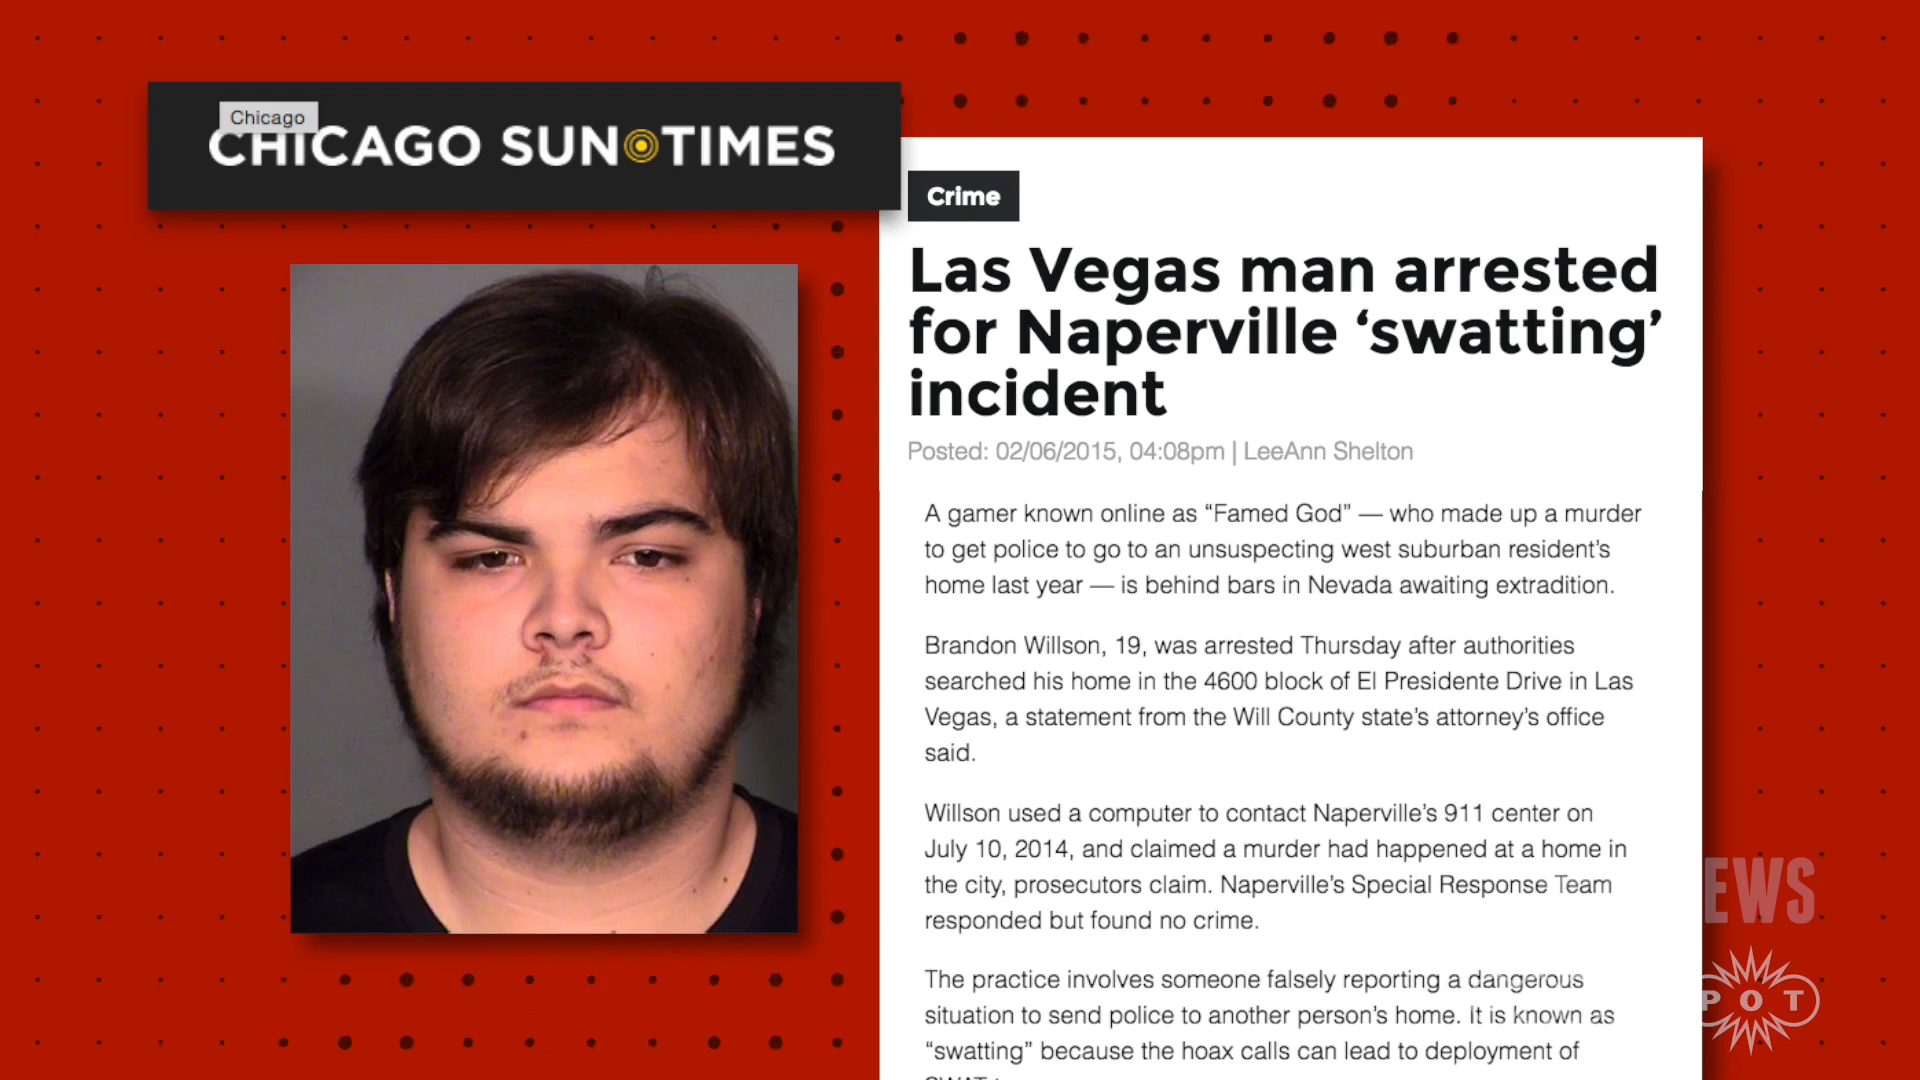 Chicago
CHICAGO SUN TIMES
Crime
Las Vegas man arrested
for Naperville ‘swatting’
incident
Posted: 02/06/2015, 04:08pm | LeeAnn Shelton
A gamer known online as “Famed God” — who made up a murder
to get police to go to an unsuspecting west suburban resident’s
home last year — is behind bars in Nevada awaiting extradition.
Brandon Willson, 19, was arrested Thursday after authorities
searched his home in the 4600 block of El Presidente Drive in Las
Vegas, a statement from the Will County state’s attorney’s office
said.
Willson used a computer to contact Naperville’s 911 center on
July 10, 2014, and claimed a murder had happened at a home in
the city, prosecutors claim. Naperville’s Special Response Team
responded but found no crime.
The practice involves someone falsely reporting a dangerous
situation to send police to another person’s home. It is known as
“swatting” because the hoax calls can lead to deployment of
EWS
POT